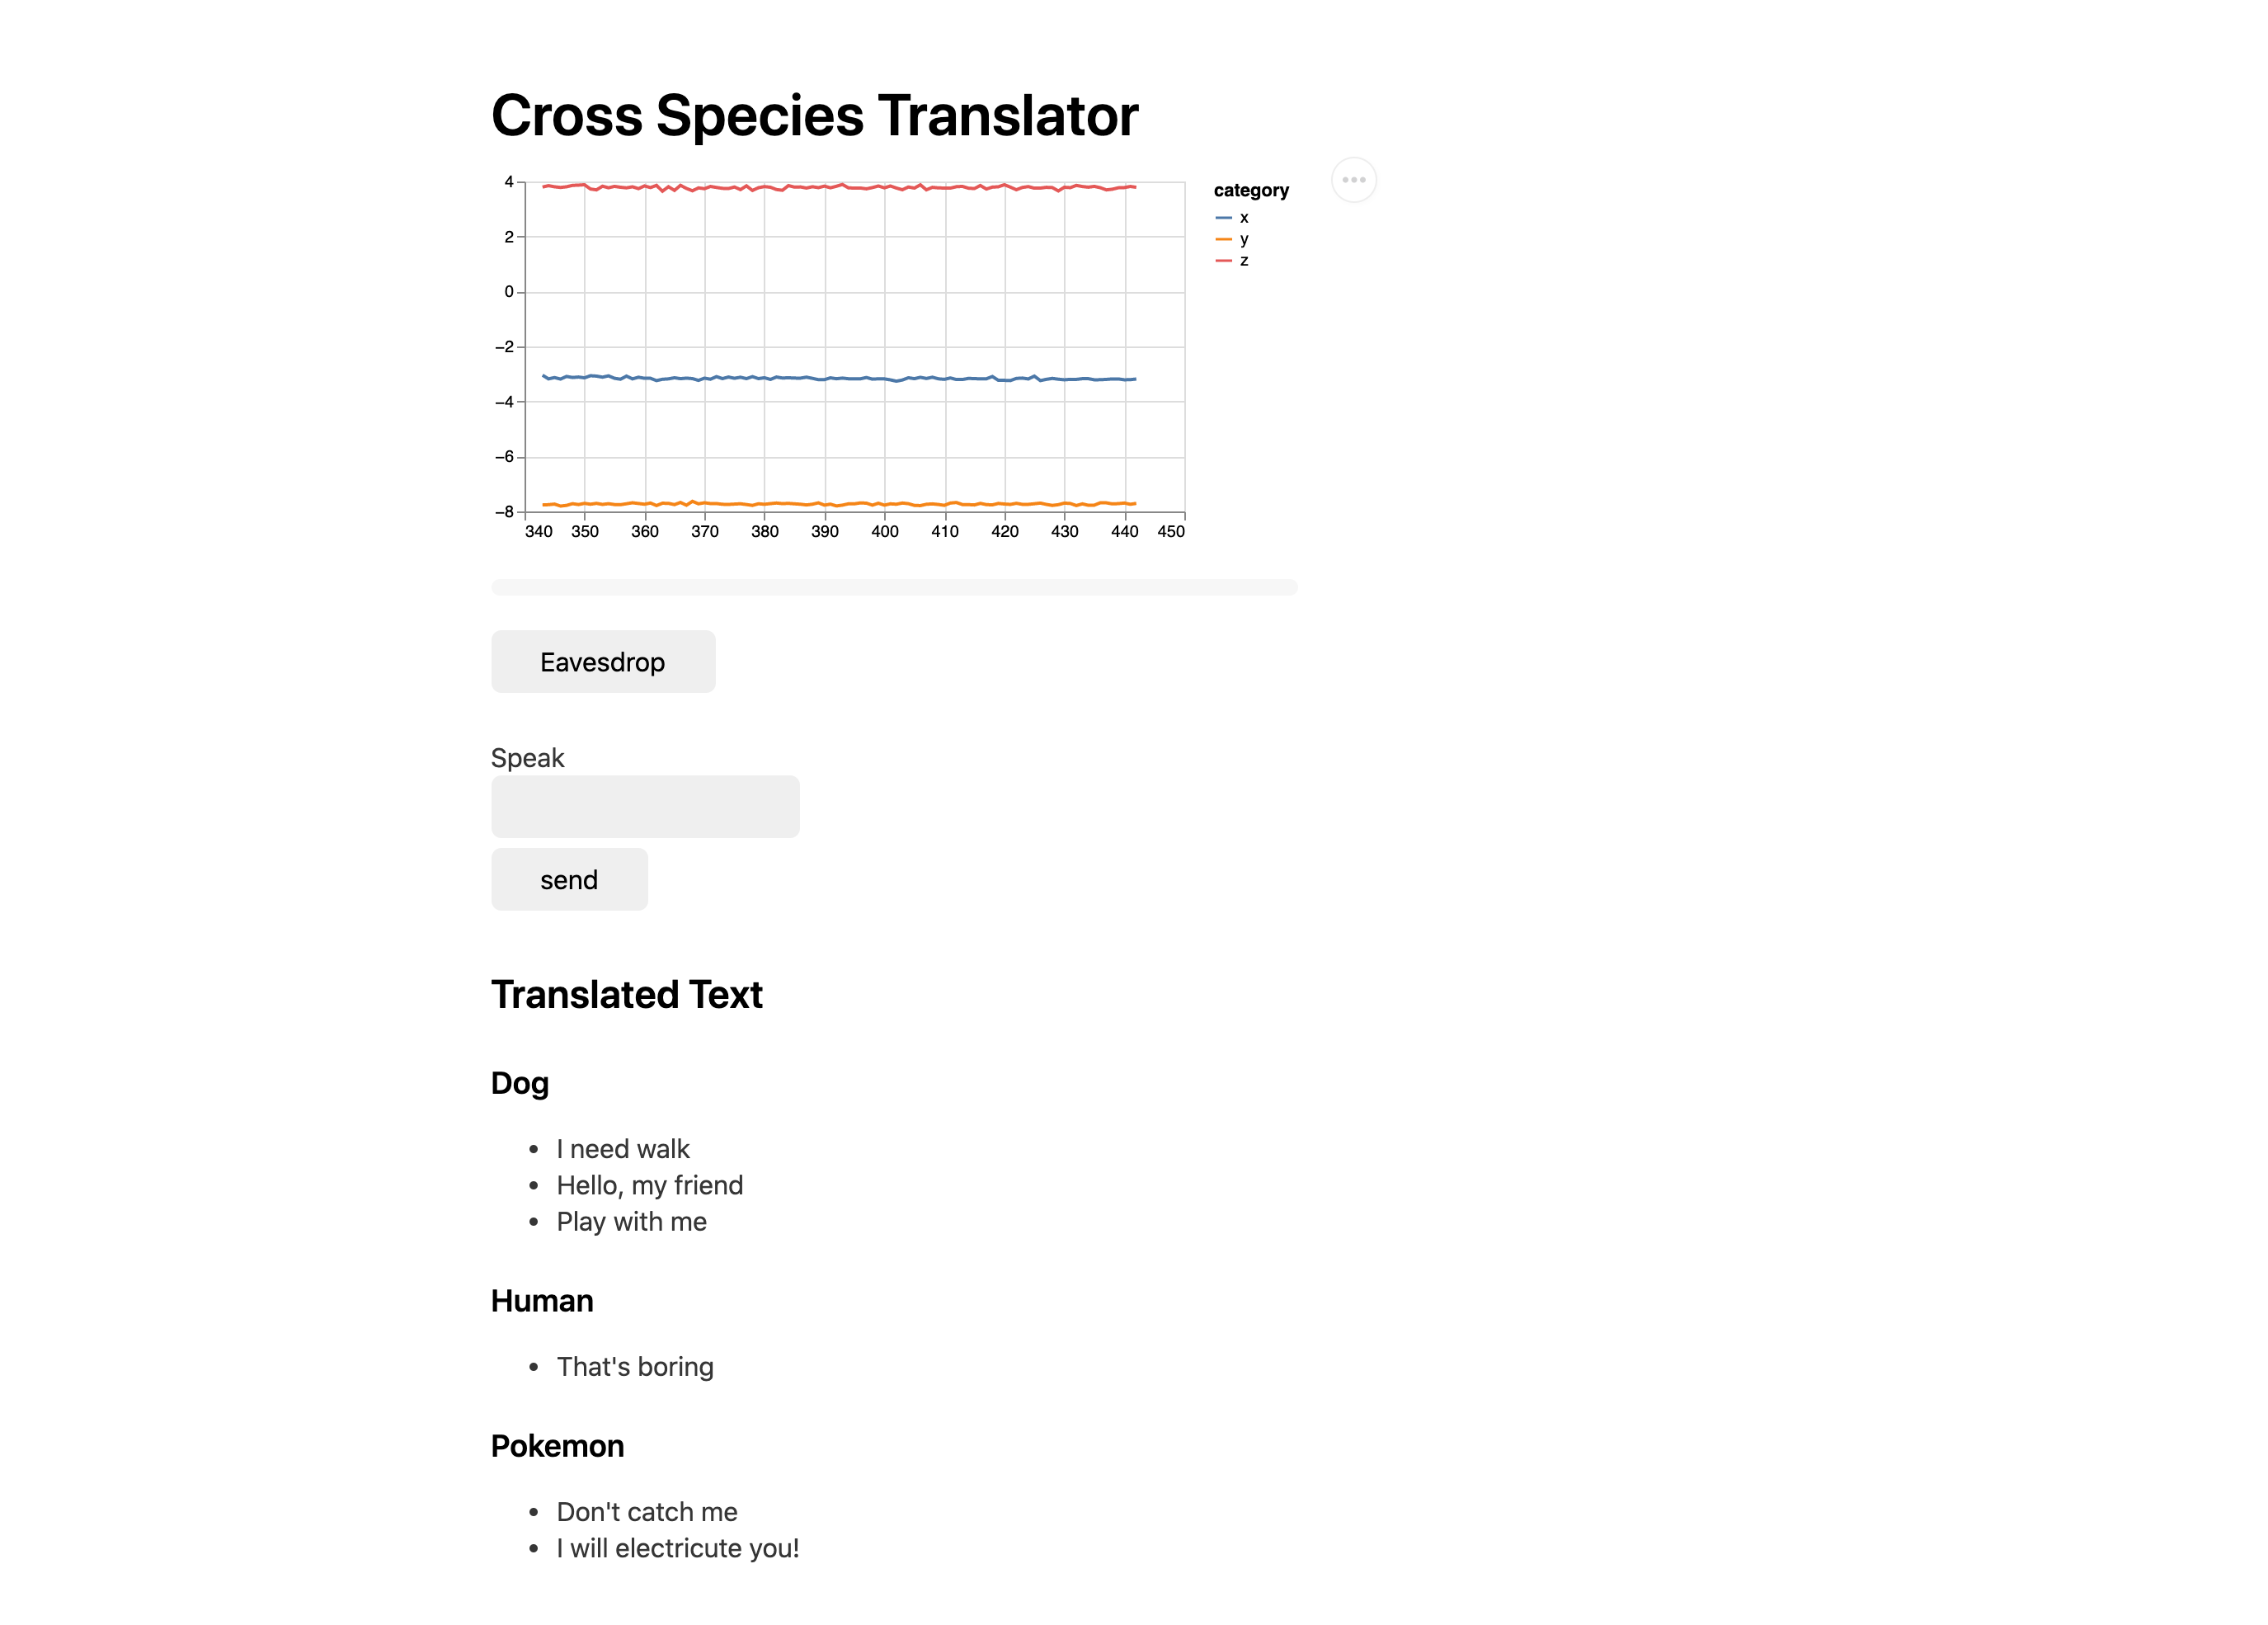 Cross Species Translator
4
2
0
−2
−4
−6
−8
340 350 360 370 380 390 400 410 420 430 440 450
category
x
y
z
Eavesdrop
Speak
send
Translated Text
Dog
I need walk
Hello, my friend
Play with me
Human
That's boring
Pokemon
Don't catch me
I will electricute you!